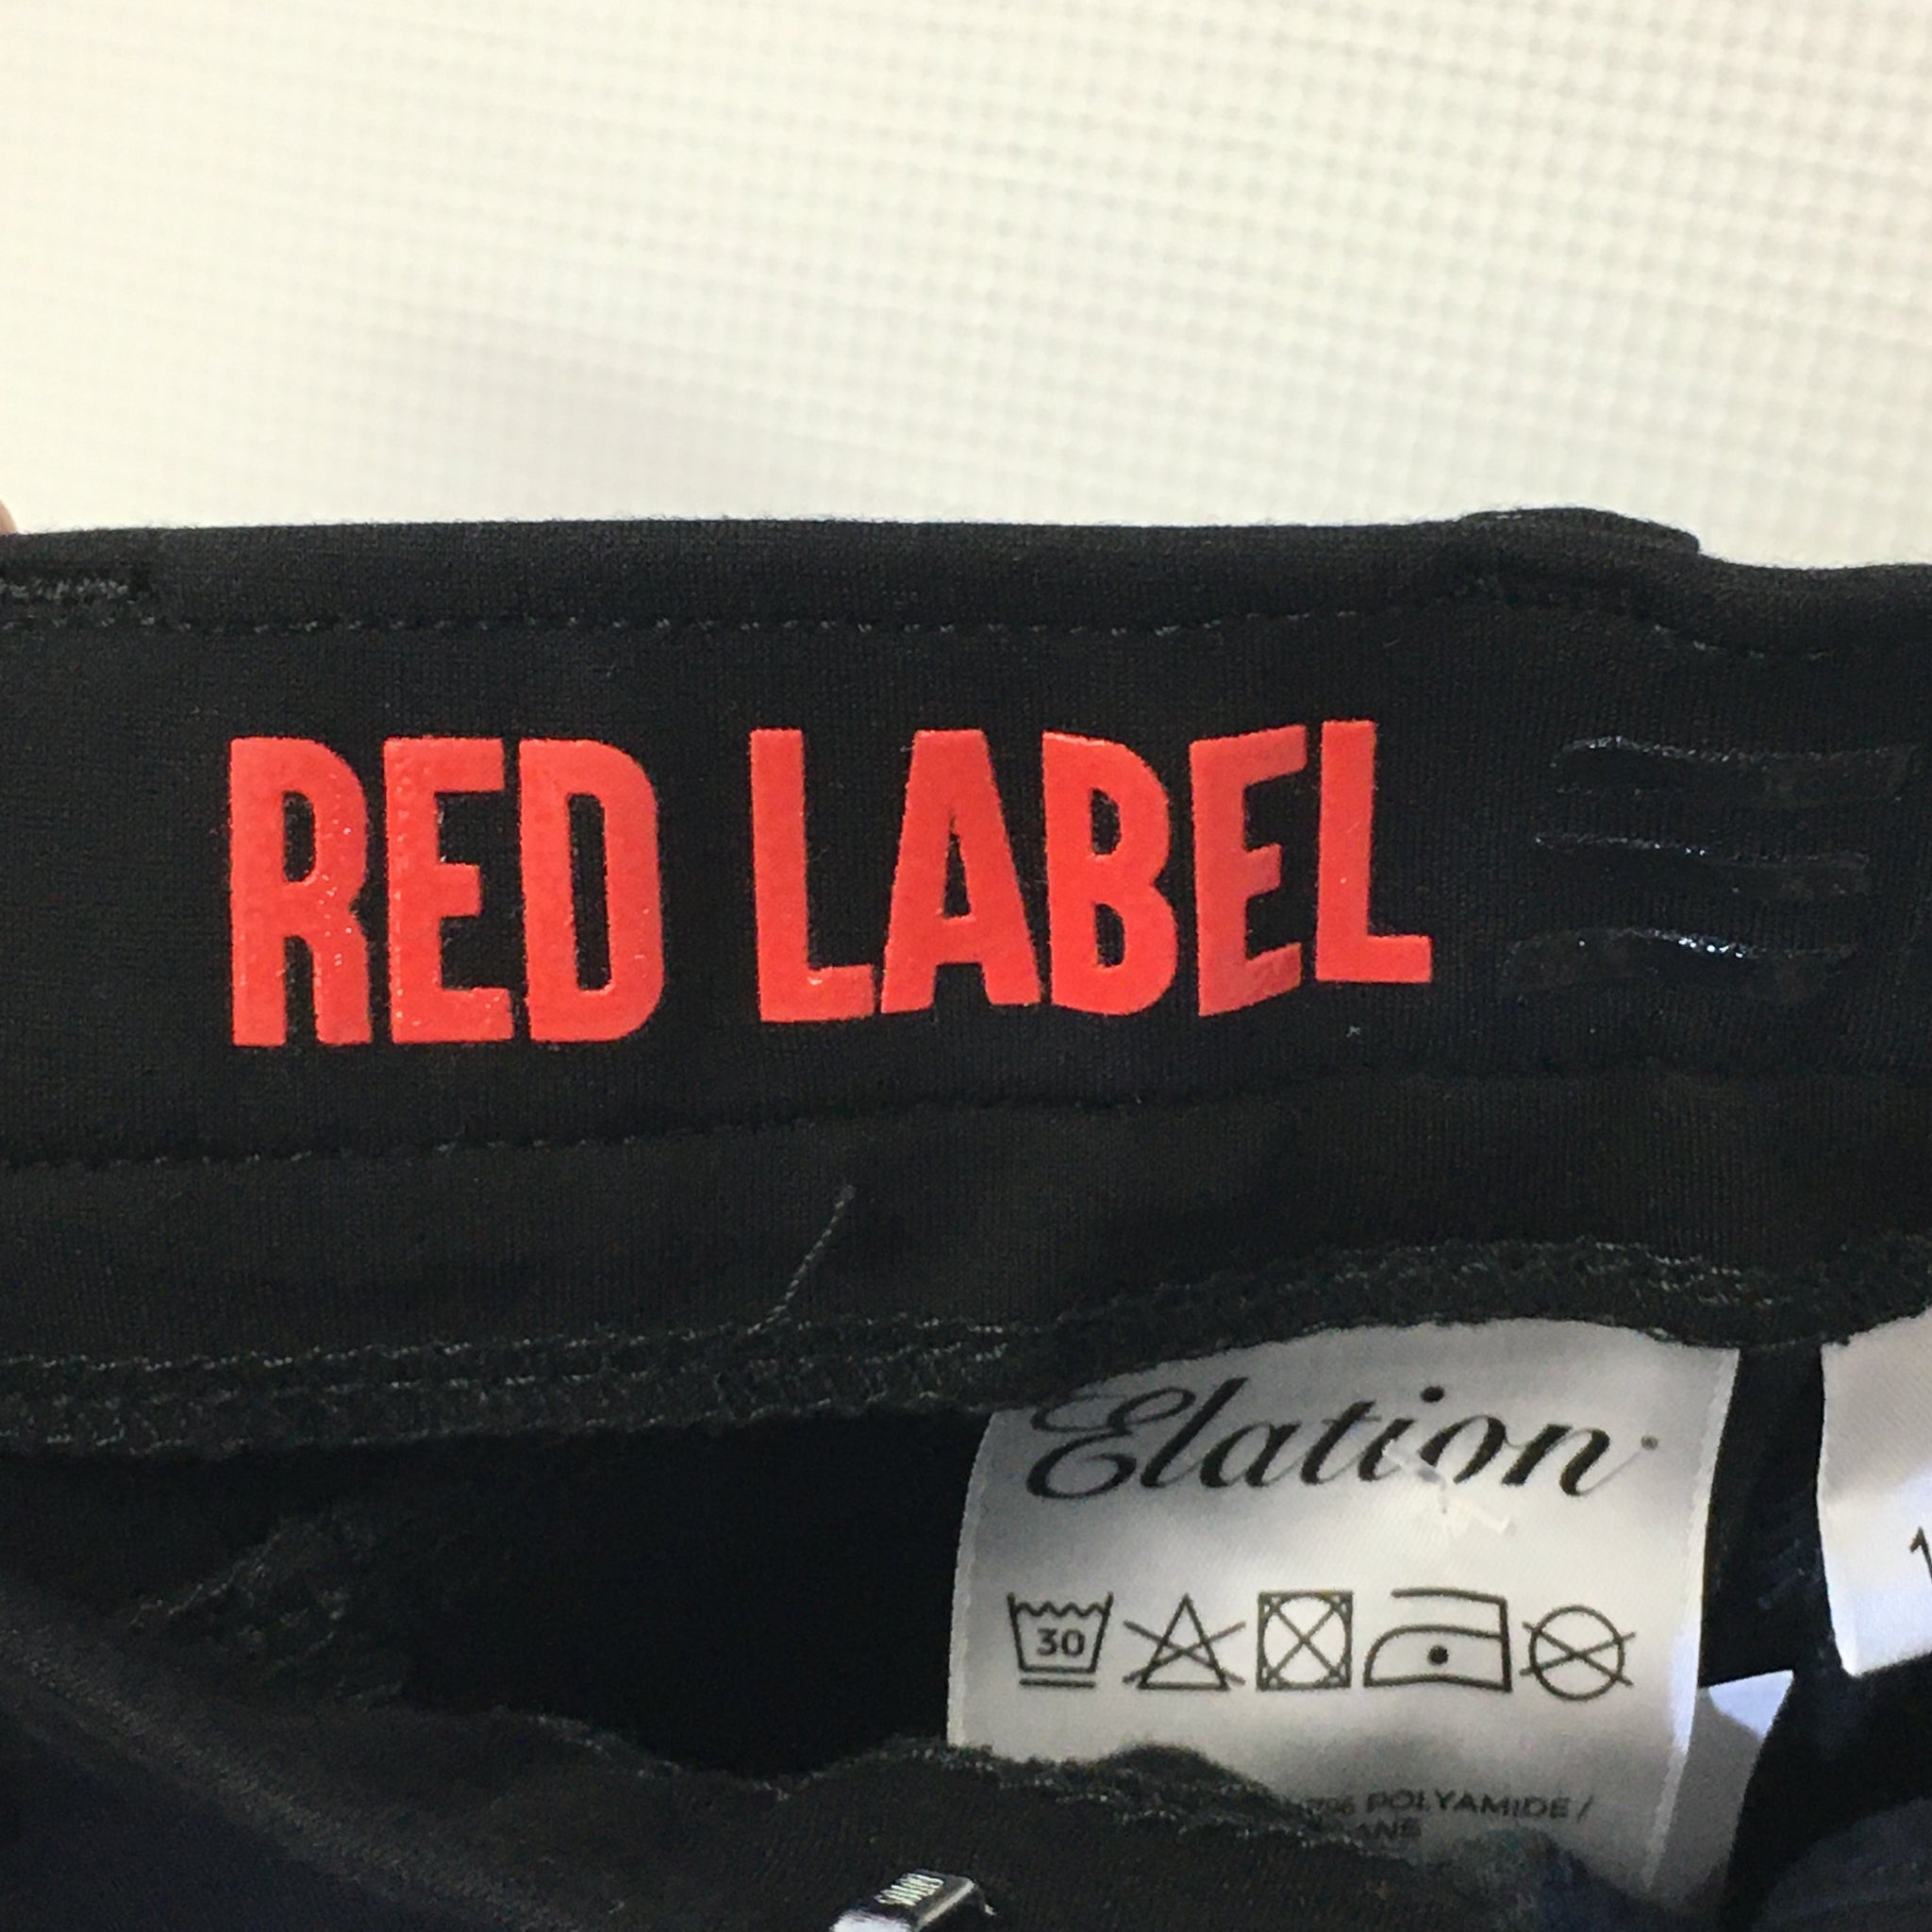 RED LABEL
Elation
30
POLYAMIDE /